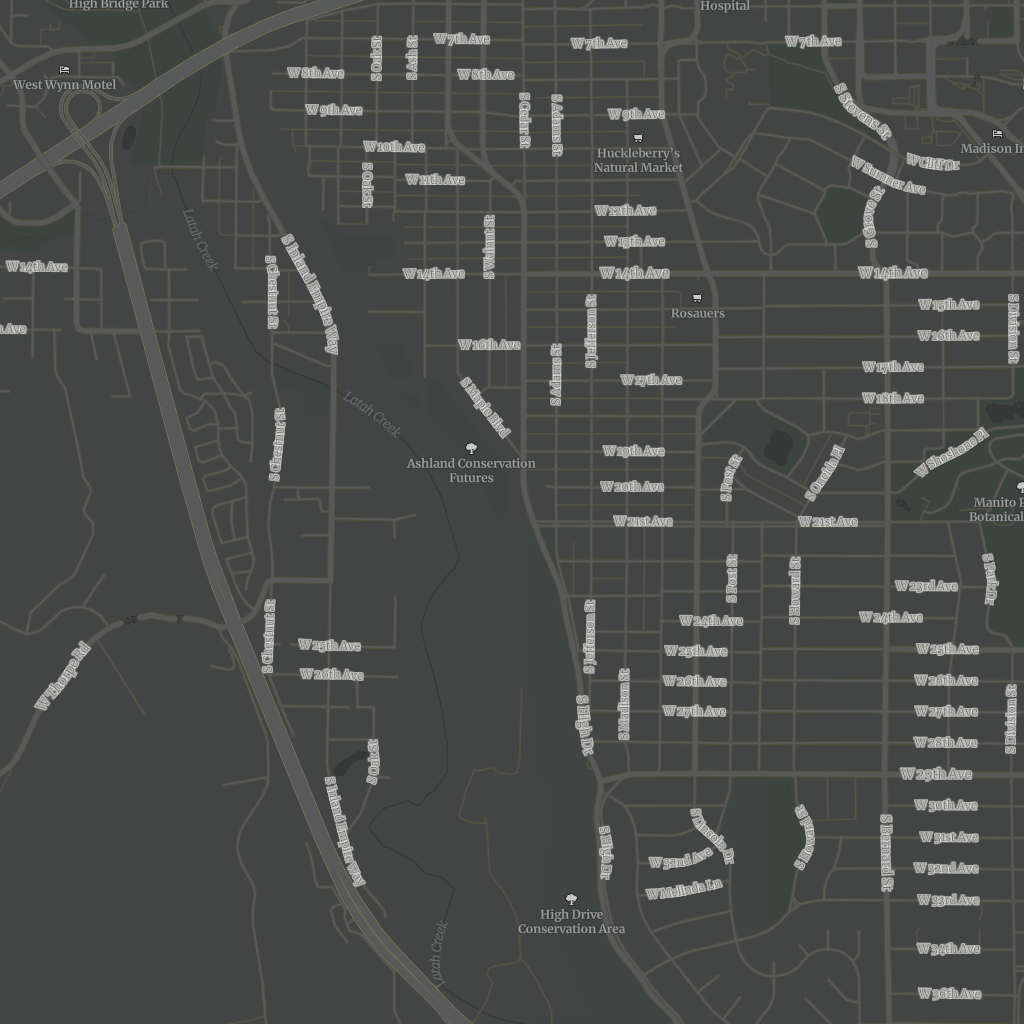 High Bridge Park
Hospital
W 7th Ave
W 7th Ave
W 7th Ave
S Oak St
S Ash St
West Wynn Motel
W 8th Ave
W 8th Ave
S Cedar St
S Adams St
S Stevens St
W 9th Ave
W 9th Ave
W 10th Ave
Huckleberry's
Natural Market
Madison In
W Cliff Dr
W Sumner Ave
S Oak St
W 11th Ave
W 12th Ave
S Grove St
Latah Creek
S Walnut St
W 13th Ave
S Inland Empire Way
W 14th Ave
W 14th Ave
W 14th Ave
W 14th Ave
S Chestnut St
Rosauers
W 15th Ave
S Division St
S Jefferson St
Ave
W 16th Ave
W 16th Ave
S Adams St
W 17th Ave
W 17th Ave
S Maple Blvd
W 18th Ave
Latah Creek
S Chestnut St
W 19th Ave
W Shoshone Pl
Ashland Conservation
Futures
S Post St
S Oneida Pl
W 20th Ave
Manito
Botanical
W 21st Ave
W 21st Ave
S Post St
S Howard St
S Park Dr
W 23rd Ave
W 24th Ave
W 24th Ave
S Chestnut St
S Jefferson St
W 25th Ave
W 25th Ave
W 25th Ave
W Thorpe Rd
W 26th Ave
W 26th Ave
W 26th Ave
S Madison St
S High Dr
W 27th Ave
W 27th Ave
S Division St
W 28th Ave
S Oak St
W 29th Ave
W 30th Ave
S Inland Empire Way
S High Dr
S Lincoln Dr
W 31st Ave
S Bernard St
W 32nd Ave
W 32nd Ave
W Melinda Ln
W 33rd Ave
High Drive
Conservation Area
Latah Creek
W 34th Ave
W 36th Ave